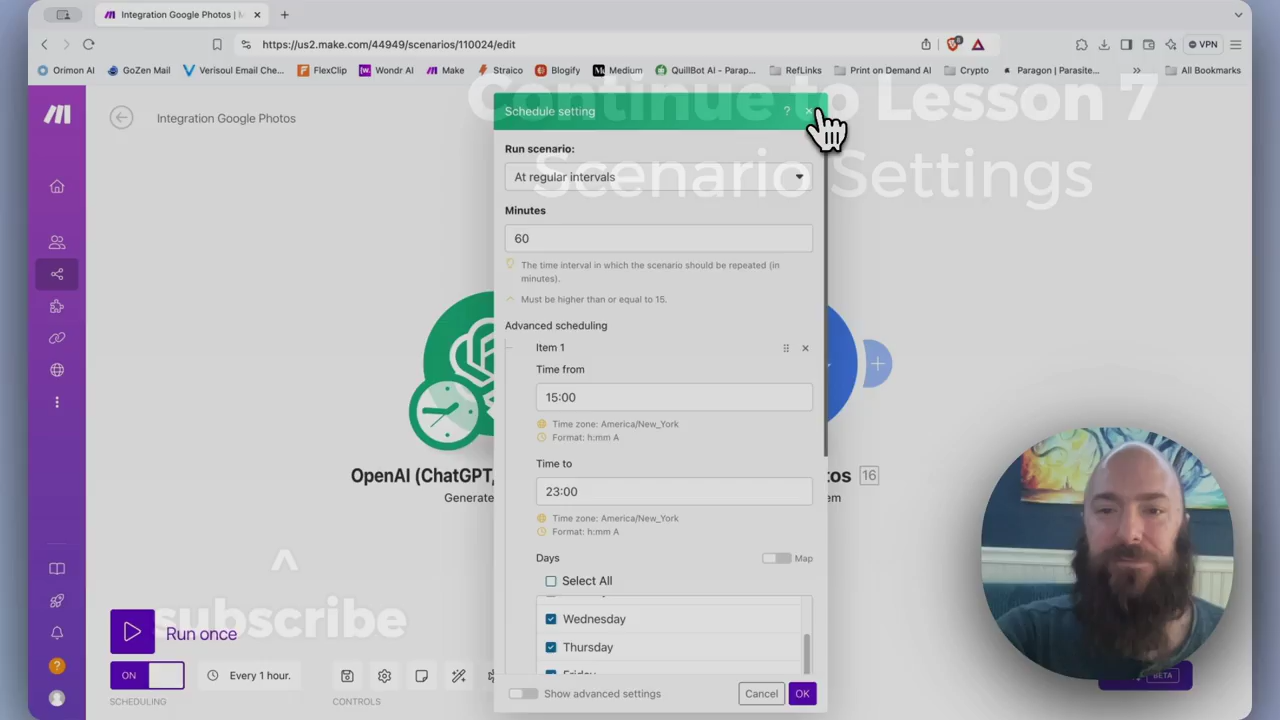 Integration Google Photos | M
https://us2.make.com/44949/scenarios/110024/edit
VPN
Orimon AI
GoZen Mail
Verisoul Email Che...
FlexClip
Wondr AI
Make
Straico
Blogify
Medium
QuillBot AI - Parap...
RefLinks
Print on Demand AI
Crypto
Paragon | Parasite...
All Bookmarks
Integration Google Photos
Continue to Lesson 7
Scenario Settings
Schedule setting
Run scenario:
At regular intervals
Minutes
60
The time interval in which the scenario should be repeated (in
minutes).
Must be higher than or equal to 15.
Advanced scheduling
Item 1
Time from
15:00
Time zone: America/New_York
Format: h:mm A
Time to
23:00
Time zone: America/New_York
Format: h:mm A
Days
Map
Select All
Wednesday
Thursday
Friday
Show advanced settings
Cancel
OK
OpenAI (ChatGPT,
Generate
tos 16
em
^
subscribe
Run once
ON
Every 1 hour.
SCHEDULING
CONTROLS
BETA